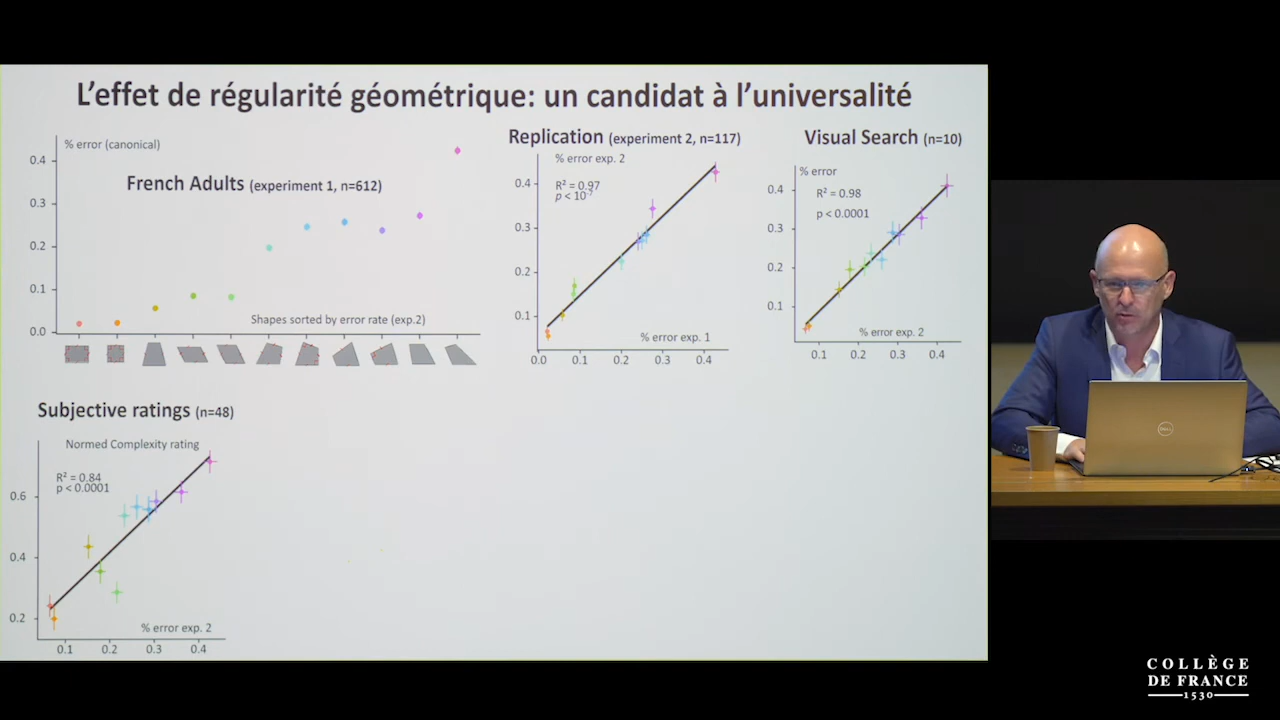 L'effet de régularité géométrique: un candidat à l'universalité
% error (canonical)
French Adults (experiment 1, n=612)
0.4
0.3
0.2
0.1
0.0
Shapes sorted by error rate (exp.2)
Replication (experiment 2, n=117)
% error exp. 2
R² = 0.97
p < 10⁻⁷
0.4
0.3
0.2
0.1
% error exp. 1
0.0 0.1 0.2 0.3 0.4
Visual Search (n=10)
% error
R² = 0.98
p < 0.0001
0.4
0.3
0.2
0.1
% error exp. 2
0.1 0.2 0.3 0.4
Subjective ratings (n=48)
Normed Complexity rating
R² = 0.84
p < 0.0001
0.6
0.4
0.2
% error exp. 2
0.1 0.2 0.3 0.4
DELL
COLLÈGE
DE FRANCE
1530